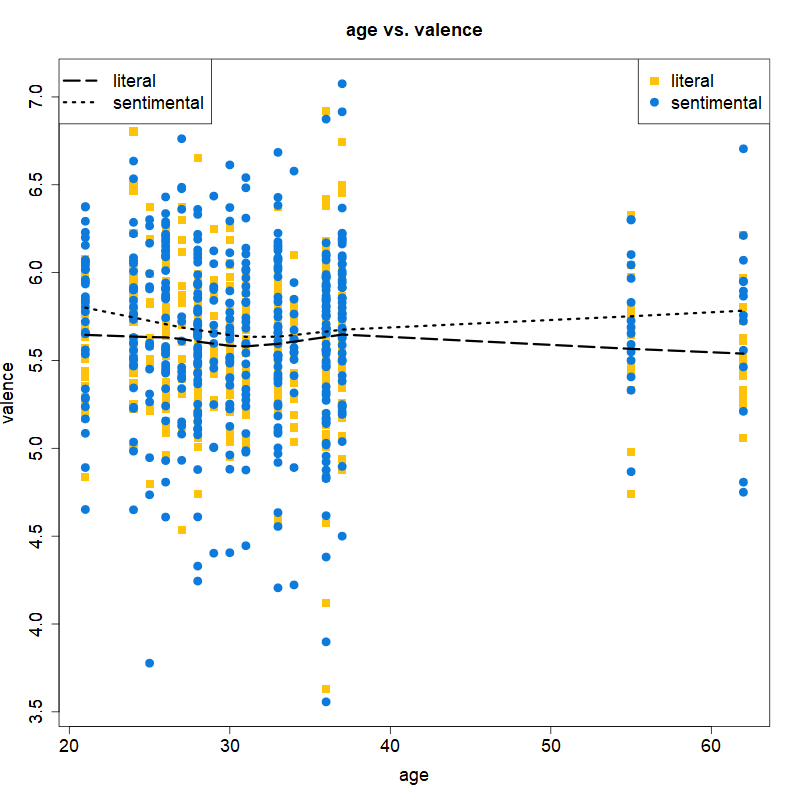 age vs. valence
literal
sentimental
literal
sentimental
7.0
6.5
6.0
5.5
5.0
4.5
4.0
3.5
valence
20 30 40 50 60
age